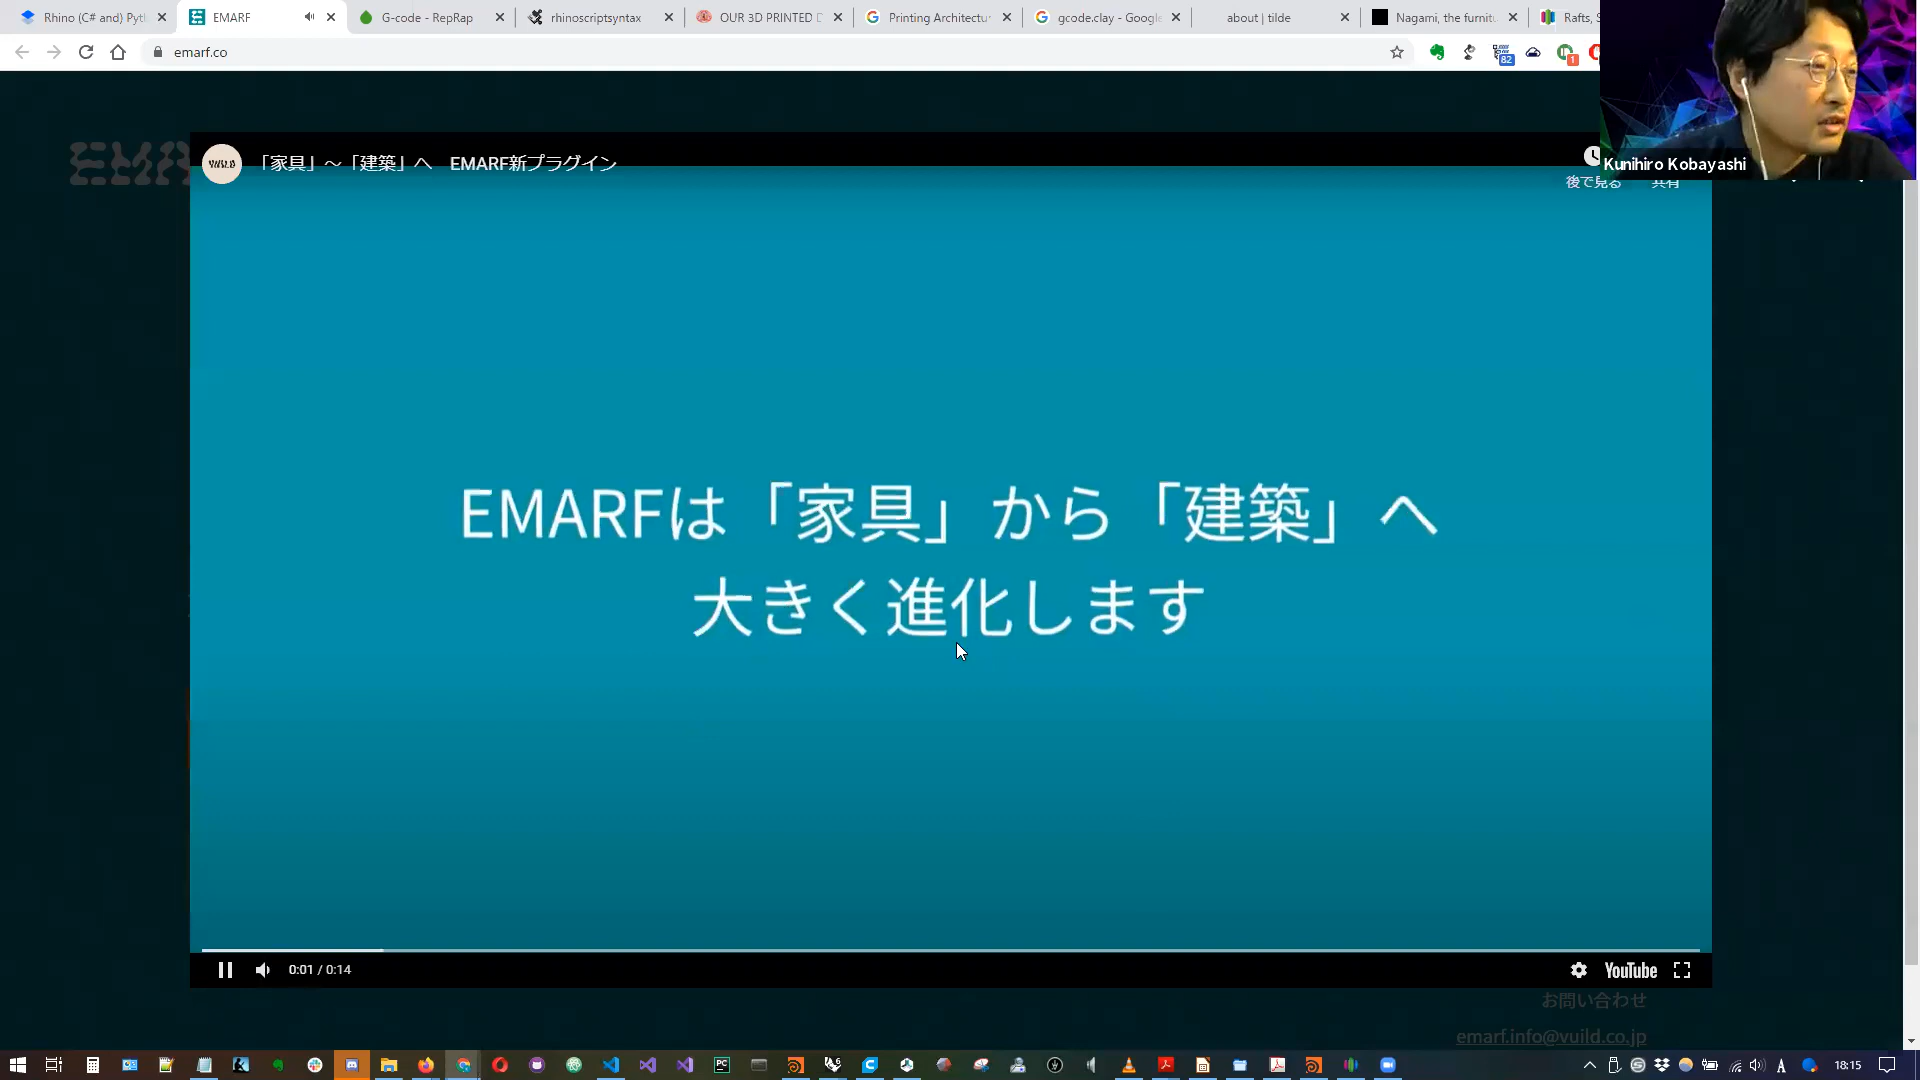 Rhino (C# and) Pyt
EMARF
G-code - RepRap
rhinoscriptsyntax
OUR 3D PRINTED D
Printing Architectu
gcode.clay - Google
about | tilde
Nagami, the furnitu
Rafts, S
emarf.co
82
1
VUILD
「家具」～「建築」へ　EMARF新プラグイン
後で見る
共有
Kunihiro Kobayashi
EMARFは「家具」から「建築」へ
大きく進化します
0:01 / 0:14
YouTube
お問い合わせ
emarf.info@vuild.co.jp
18:15